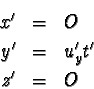 x′ = O
y′ = u′_y t′
z′ = O